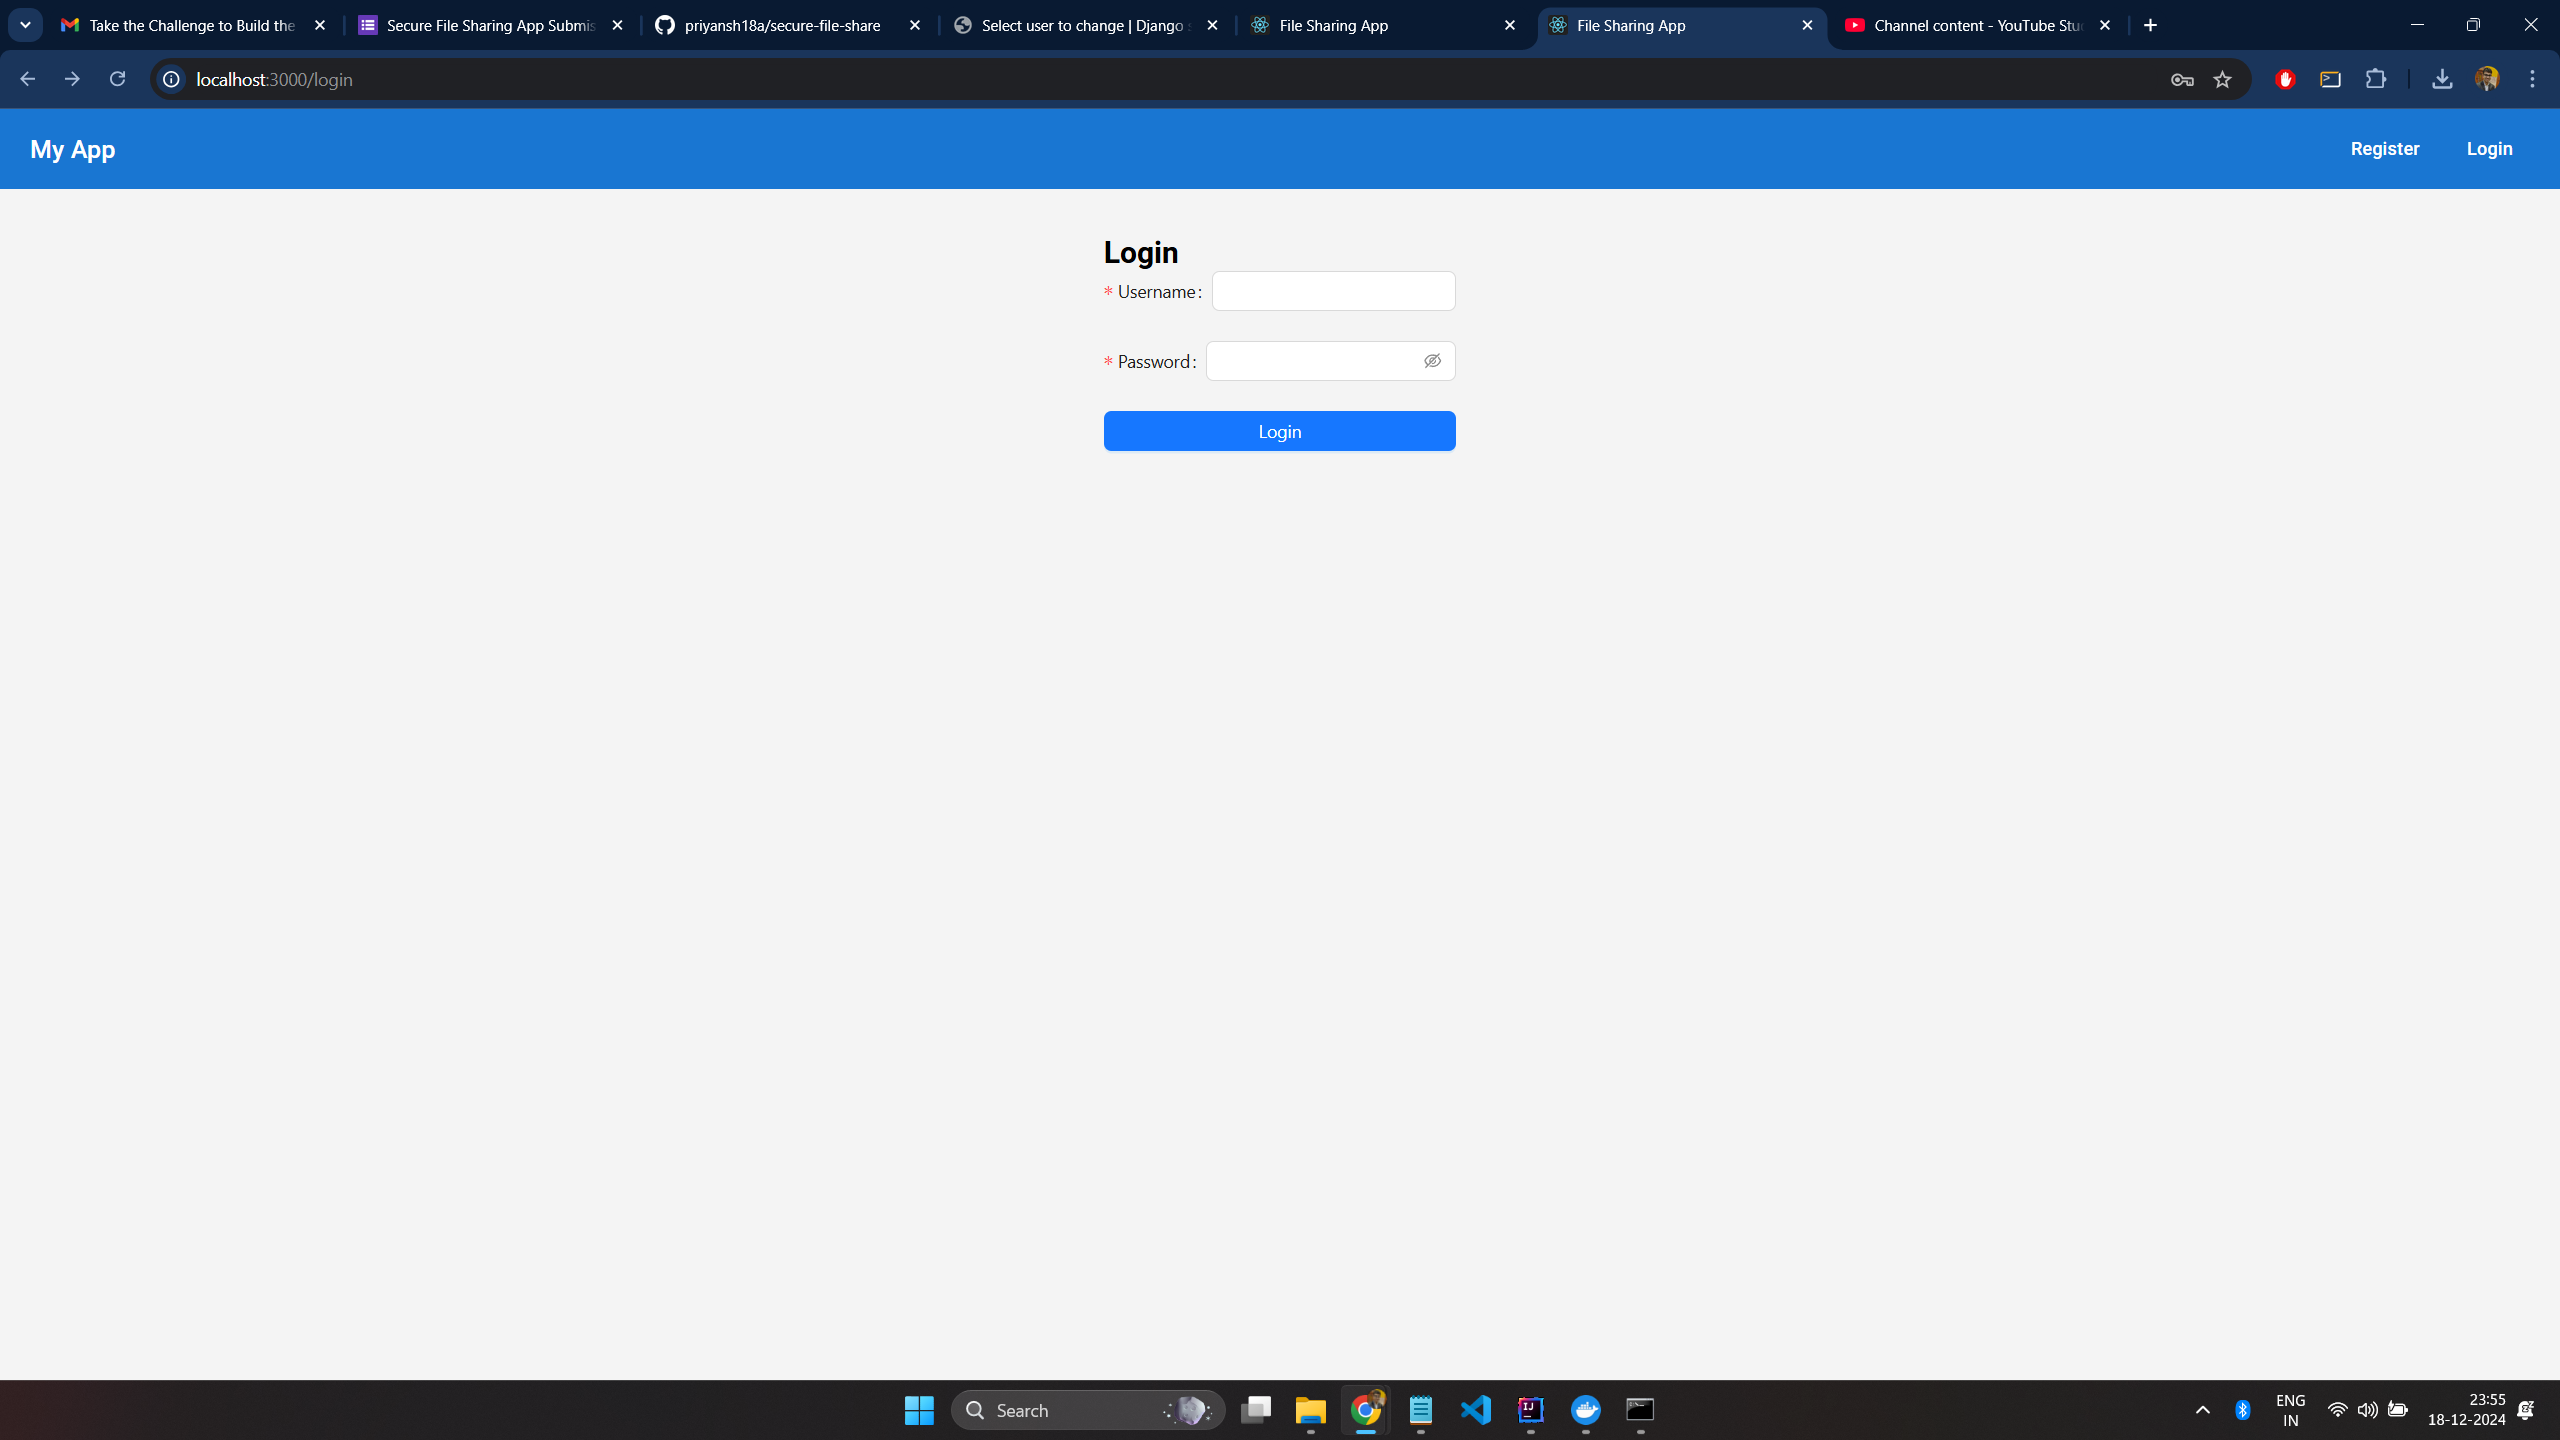 Take the Challenge to Build the
Secure File Sharing App Submis
priyansh18a/secure-file-share
Select user to change | Django s
File Sharing App
File Sharing App
Channel content - YouTube Stu
localhost:3000/login
My App
Register
Login
Login
* Username:
* Password:
Login
Search
ENG
IN
23:55
18-12-2024